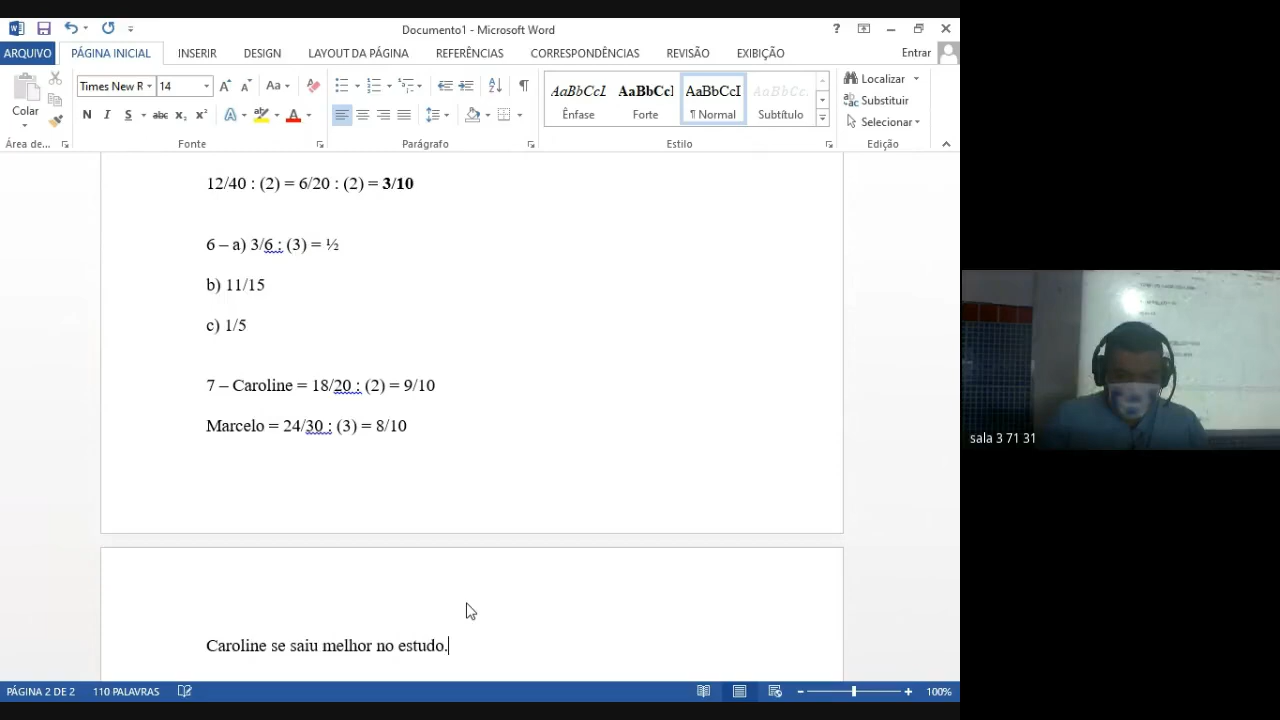 Documento1 - Microsoft Word
?
ARQUIVO PÁGINA INICIAL INSERIR DESIGN LAYOUT DA PÁGINA REFERÊNCIAS CORRESPONDÊNCIAS REVISÃO EXIBIÇÃO Entrar
Colar
Área de...
Times New R 14
Aa
N I S abc x₂ x²
Fonte
Parágrafo
AaBbCcI AaBbCcI AaBbCcI AaBbCc
Ênfase Forte ¶ Normal Subtítulo
Estilo
Localizar
Substituir
Selecionar
Edição
12/40 : (2) = 6/20 : (2) = 3/10
6 – a) 3/6 : (3) = ½
b) 11/15
c) 1/5
7 – Caroline = 18/20 : (2) = 9/10
Marcelo = 24/30 : (3) = 8/10
Caroline se saiu melhor no estudo.
PÁGINA 2 DE 2 110 PALAVRAS 100%
sala 3 71 31